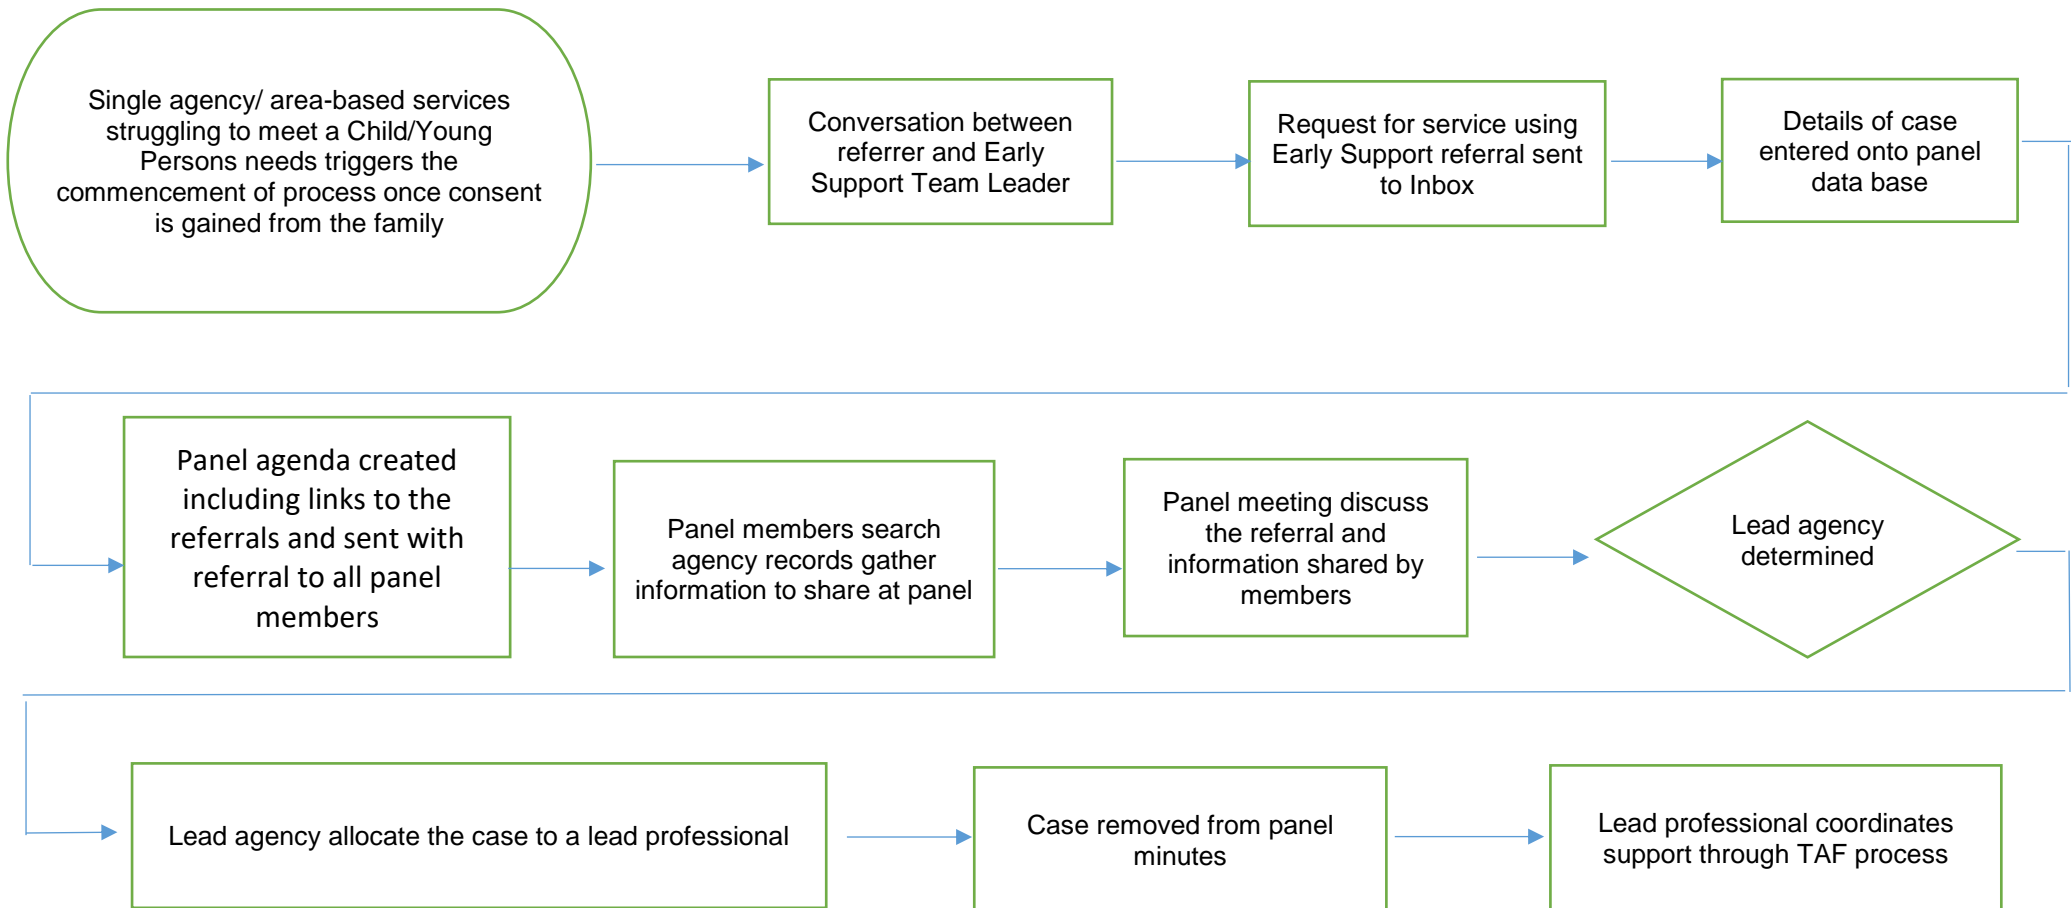 Single agency/ area-based services
struggling to meet a Child/Young
Persons needs triggers the
commencement of process once consent
is gained from the family
Conversation between
referrer and Early
Support Team Leader
Request for service using
Early Support referral sent
to Inbox
Details of case
entered onto panel
data base
Panel agenda created
including links to the
referrals and sent with
referral to all panel
members
Panel members search
agency records gather
information to share at panel
Panel meeting discuss
the referral and
information shared by
members
Lead agency
determined
Lead agency allocate the case to a lead professional
Case removed from panel
minutes
Lead professional coordinates
support through TAF process